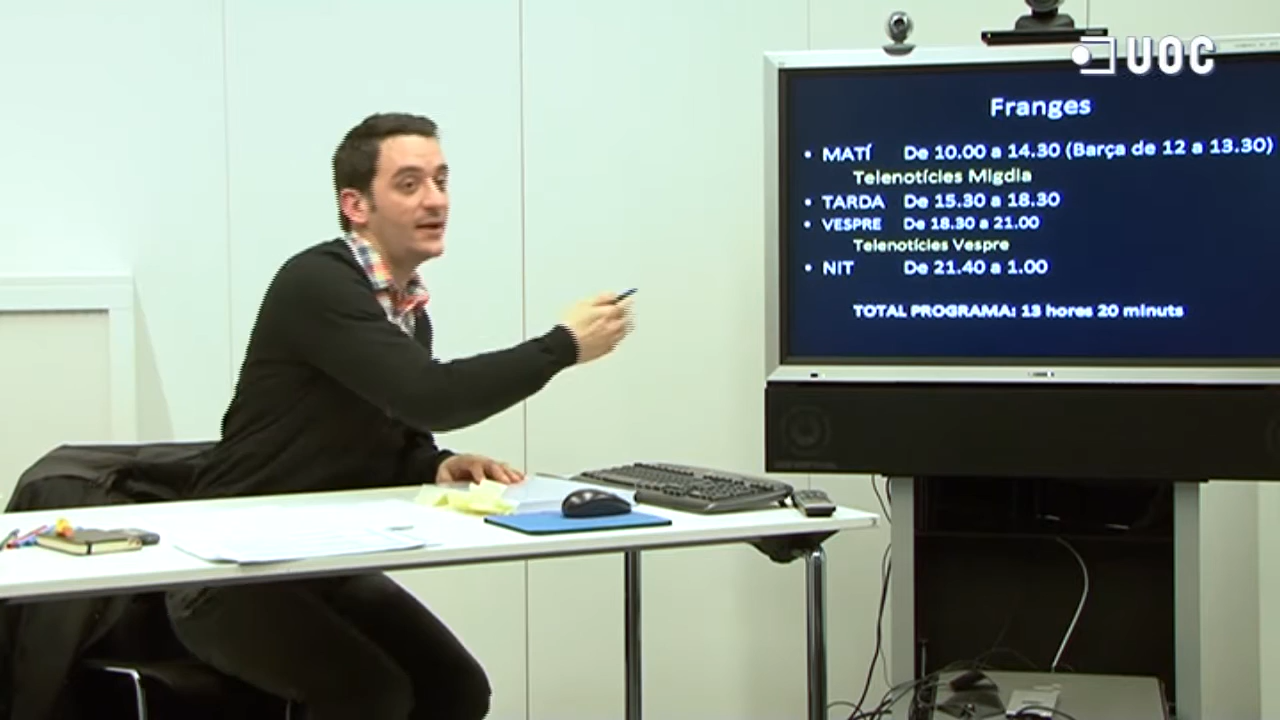 UOC
Franges
• MATÍ De 10.00 a 14.30 (Barça de 12 a 13.30)
Telenotícies Migdia
• TARDA De 15.30 a 18.30
• VESPRE De 18.30 a 21.00
Telenotícies Vespre
• NIT De 21.40 a 1.00
TOTAL PROGRAMA: 13 hores 20 minuts